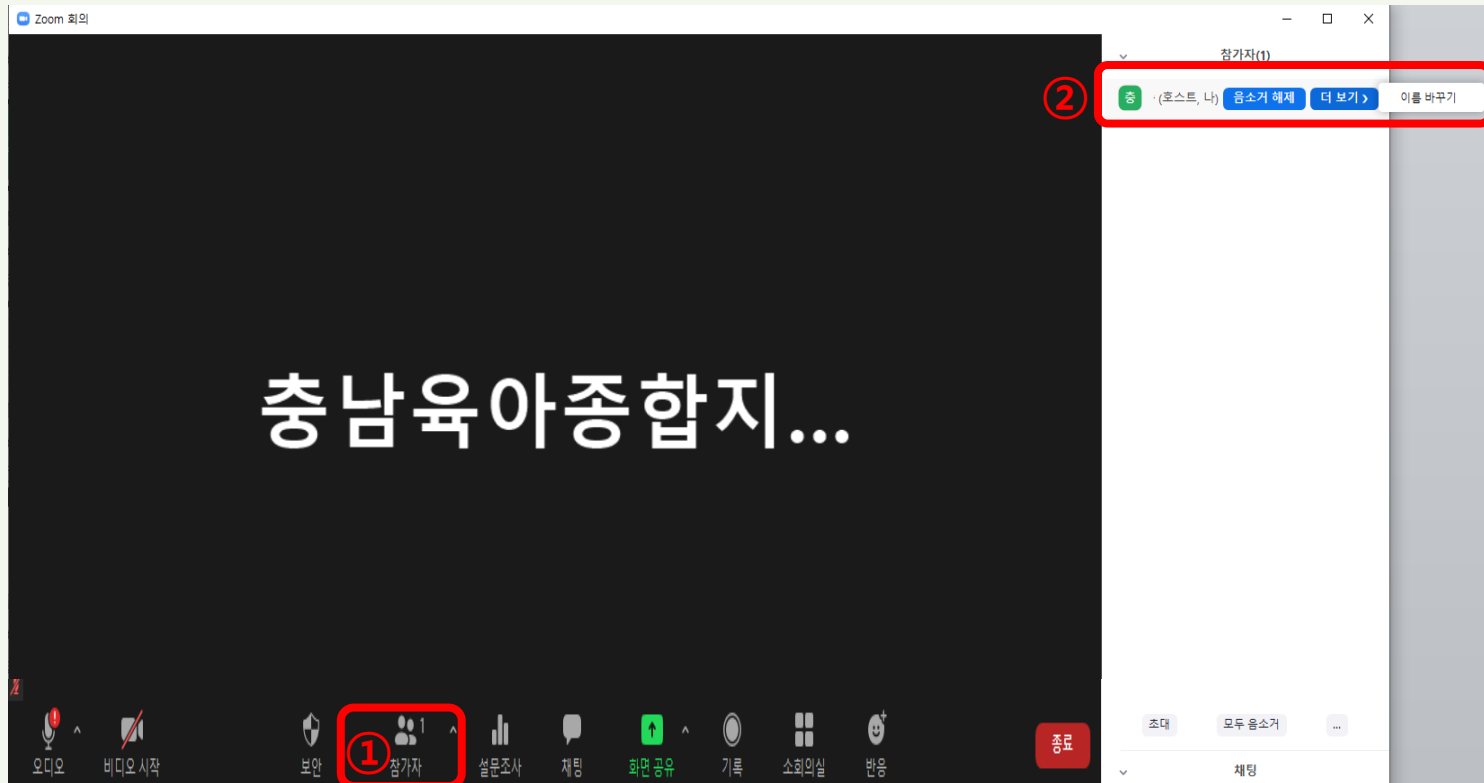 Zoom 회의
참가자(1)
②
충 · (호스트, 나) 음소거 해제 더 보기 › 이름 바꾸기
충남육아종합지...
초대 모두 음소거 ...
채팅
①
1
오디오 비디오 시작 보안 참가자 설문조사 채팅 화면 공유 기록 소회의실 반응 종료